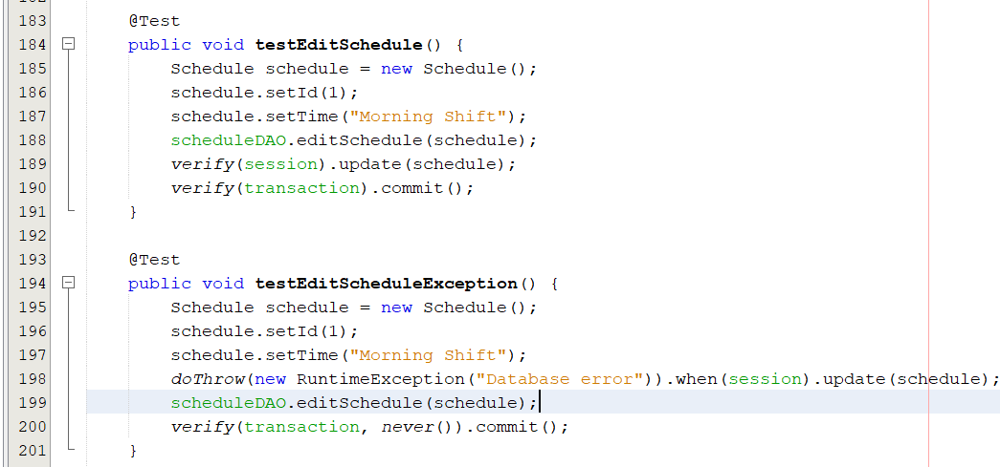 183 @Test
184 public void testEditSchedule() {
185 Schedule schedule = new Schedule();
186 schedule.setId(1);
187 schedule.setTime("Morning Shift");
188 scheduleDAO.editSchedule(schedule);
189 verify(session).update(schedule);
190 verify(transaction).commit();
191 }
192
193 @Test
194 public void testEditScheduleException() {
195 Schedule schedule = new Schedule();
196 schedule.setId(1);
197 schedule.setTime("Morning Shift");
198 doThrow(new RuntimeException("Database error")).when(session).update(schedule);
199 scheduleDAO.editSchedule(schedule);
200 verify(transaction, never()).commit();
201 }